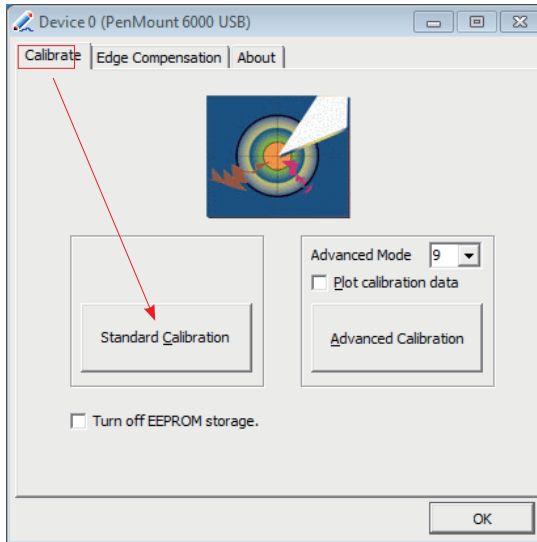 Device 0 (PenMount 6000 USB)
Calibrate Edge Compensation About
Advanced Mode 9
Plot calibration data
Standard Calibration
Advanced Calibration
Turn off EEPROM storage.
OK